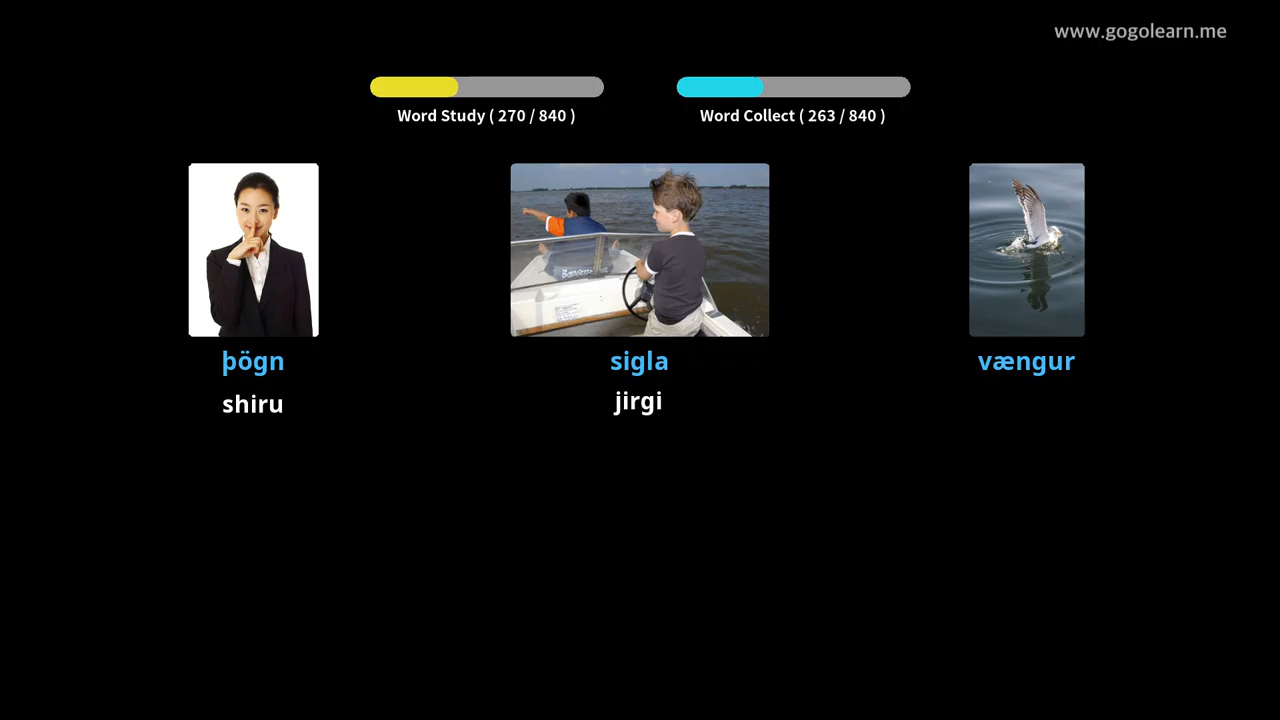 www.gogolearn.me
Word Study ( 270 / 840 )
Word Collect ( 263 / 840 )
þögn
sigla
vængur
shiru
jirgi